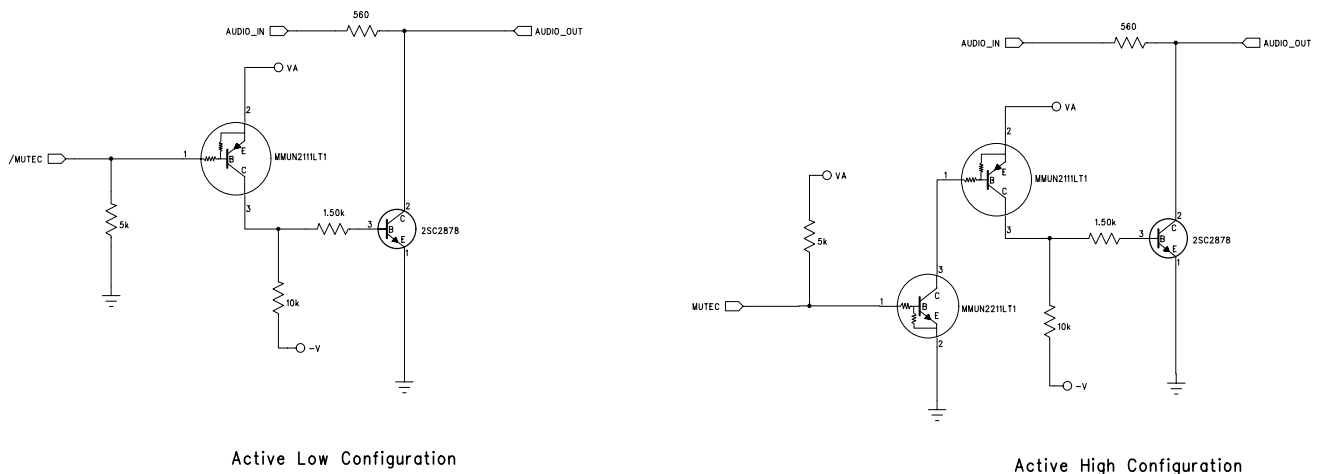 560
AUDIO_IN
AUDIO_OUT
VA
2
/MUTEC
1
B
E
C
MMUN2111LT1
3
5k
1.50k
3
B
C
E
2
1
2SC2878
10k
-V
Active Low Configuration
560
AUDIO_IN
AUDIO_OUT
VA
2
1
B
E
C
MMUN2111LT1
3
VA
5k
1.50k
3
B
C
E
2
1
2SC2878
3
MUTEC
1
B
C
E
MMUN2211LT1
2
10k
-V
Active High Configuration